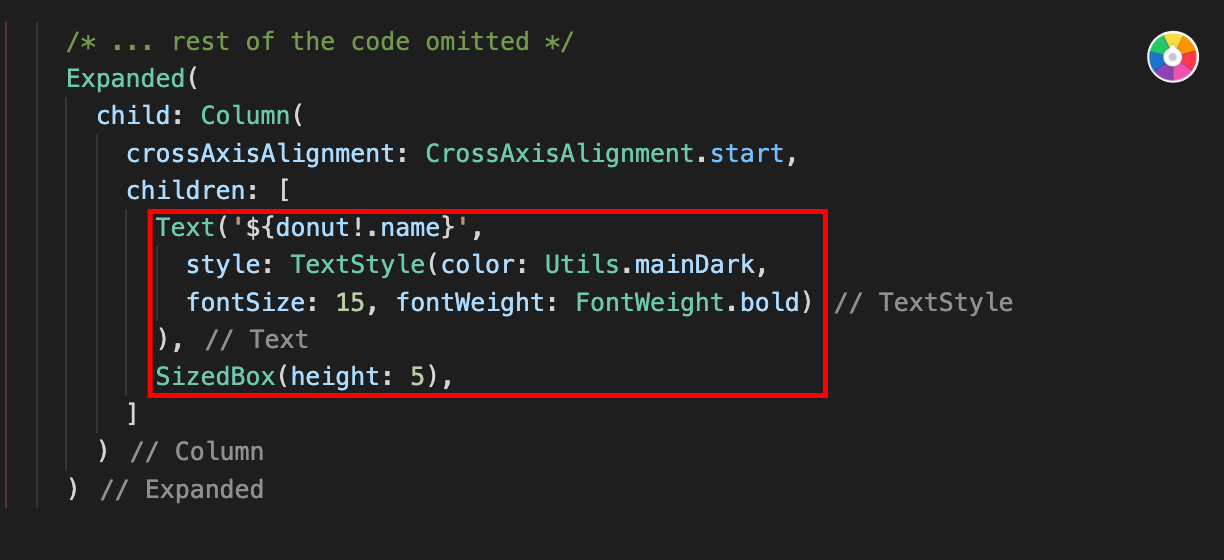 /* ... rest of the code omitted */
Expanded(
child: Column(
crossAxisAlignment: CrossAxisAlignment.start,
children: [
Text('${donut!.name}',
style: TextStyle(color: Utils.mainDark,
fontSize: 15, fontWeight: FontWeight.bold) // TextStyle
), // Text
SizedBox(height: 5),
]
) // Column
) // Expanded